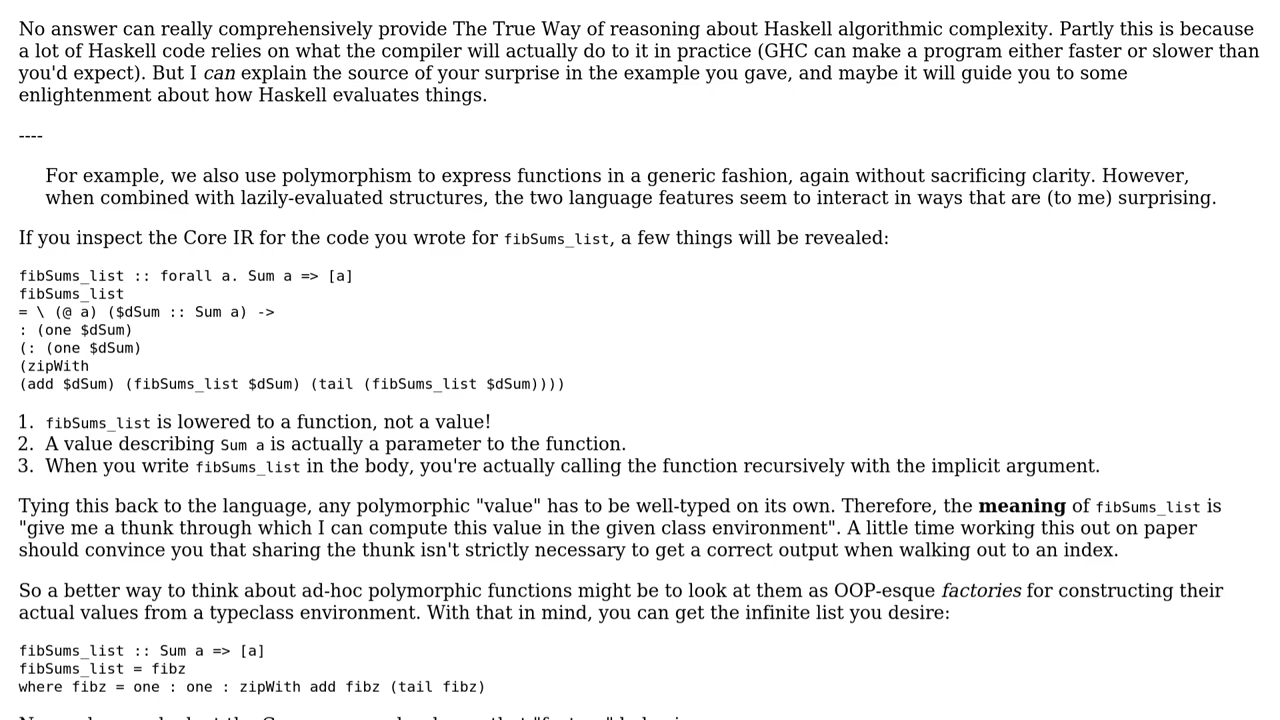 No answer can really comprehensively provide The True Way of reasoning about Haskell algorithmic complexity. Partly this is because
a lot of Haskell code relies on what the compiler will actually do to it in practice (GHC can make a program either faster or slower than
you'd expect). But I can explain the source of your surprise in the example you gave, and maybe it will guide you to some
enlightenment about how Haskell evaluates things.
----
For example, we also use polymorphism to express functions in a generic fashion, again without sacrificing clarity. However,
when combined with lazily-evaluated structures, the two language features seem to interact in ways that are (to me) surprising.
If you inspect the Core IR for the code you wrote for fibSums_list, a few things will be revealed:
fibSums_list :: forall a. Sum a => [a]
fibSums_list
= \ (@ a) ($dSum :: Sum a) ->
: (one $dSum)
(: (one $dSum)
(zipWith
(add $dSum) (fibSums_list $dSum) (tail (fibSums_list $dSum))))
1. fibSums_list is lowered to a function, not a value!
2. A value describing Sum a is actually a parameter to the function.
3. When you write fibSums_list in the body, you're actually calling the function recursively with the implicit argument.
Tying this back to the language, any polymorphic "value" has to be well-typed on its own. Therefore, the meaning of fibSums_list is
"give me a thunk through which I can compute this value in the given class environment". A little time working this out on paper
should convince you that sharing the thunk isn't strictly necessary to get a correct output when walking out to an index.
So a better way to think about ad-hoc polymorphic functions might be to look at them as OOP-esque factories for constructing their
actual values from a typeclass environment. With that in mind, you can get the infinite list you desire:
fibSums_list :: Sum a => [a]
fibSums_list = fibz
where fibz = one : one : zipWith add fibz (tail fibz)